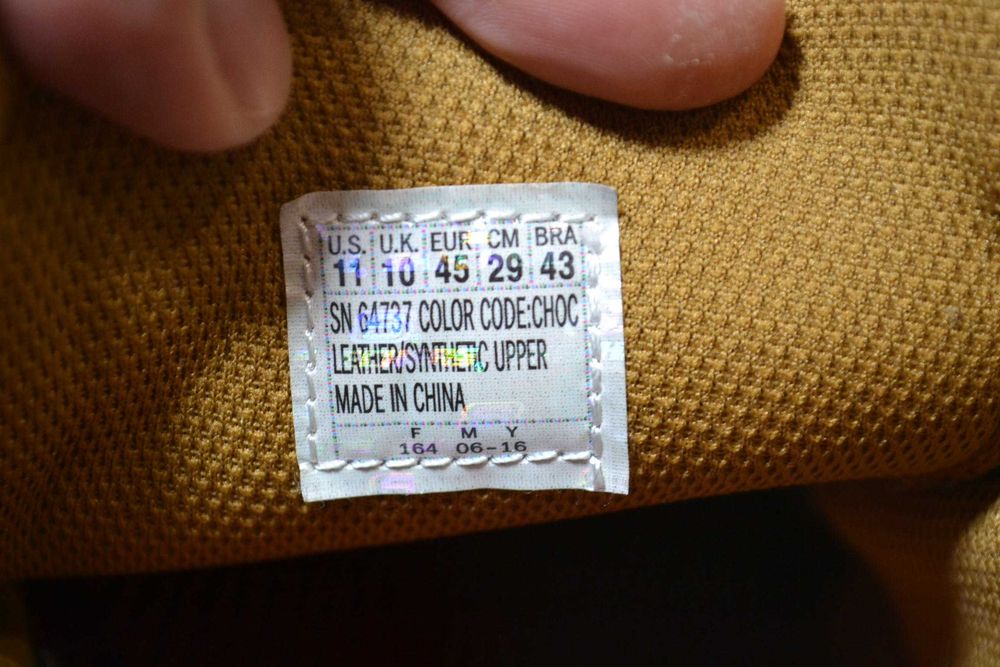 U.S. U.K. EUR CM BRA
11 10 45 29 43
SN 64737 COLOR CODE:CHOC
LEATHER/SYNTHETIC UPPER
MADE IN CHINA
F M Y
164 06-16